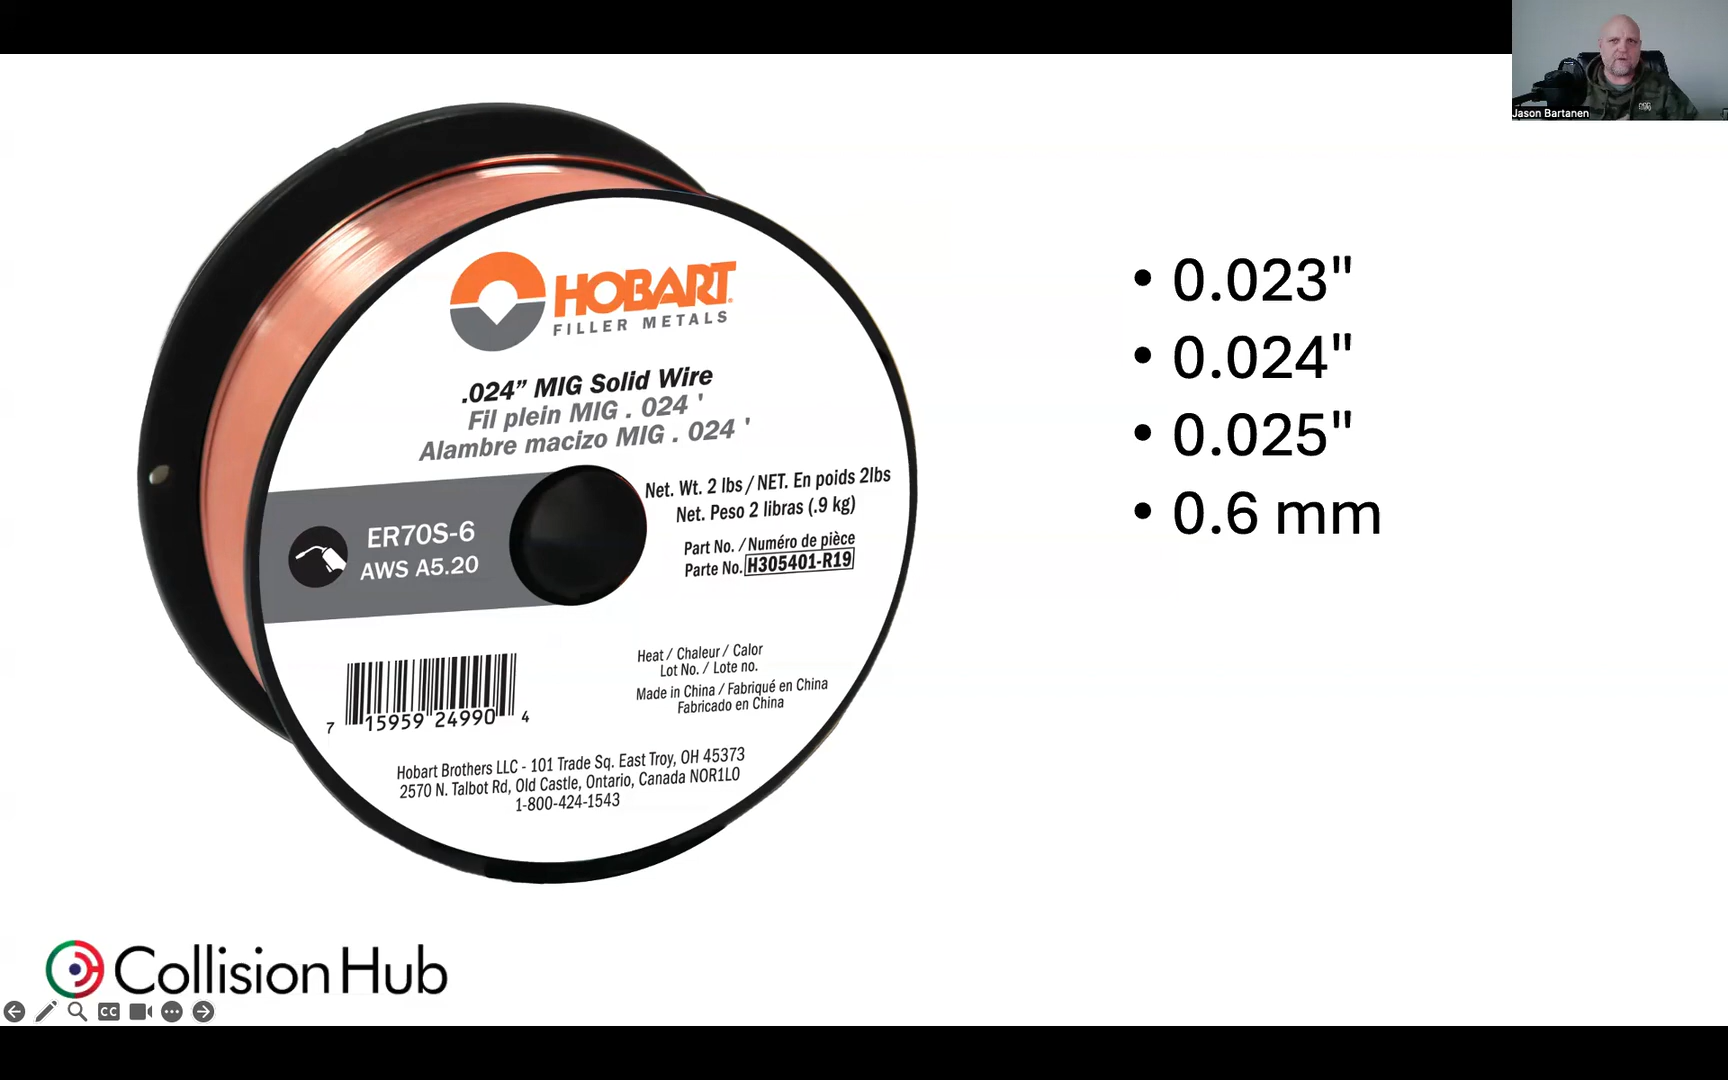 Jason Bartanen
HOBART
FILLER METALS
.024” MIG Solid Wire
Fil plein MIG . 024 '
Alambre macizo MIG . 024 '
Net. Wt. 2 lbs / NET. En poids 2lbs
Net. Peso 2 libras (.9 kg)
ER70S-6
AWS A5.20
Part No. / Numéro de pièce
Parte No. H305401-R19
Heat / Chaleur / Calor
Lot No. / Lote no.
Made in China / Fabriqué en China
Fabricado en China
7 15959 24990 4
Hobart Brothers LLC - 101 Trade Sq. East Troy, OH 45373
2570 N. Talbot Rd, Old Castle, Ontario, Canada NOR1L0
1-800-424-1543
• 0.023"
• 0.024"
• 0.025"
• 0.6 mm
Collision Hub
CC